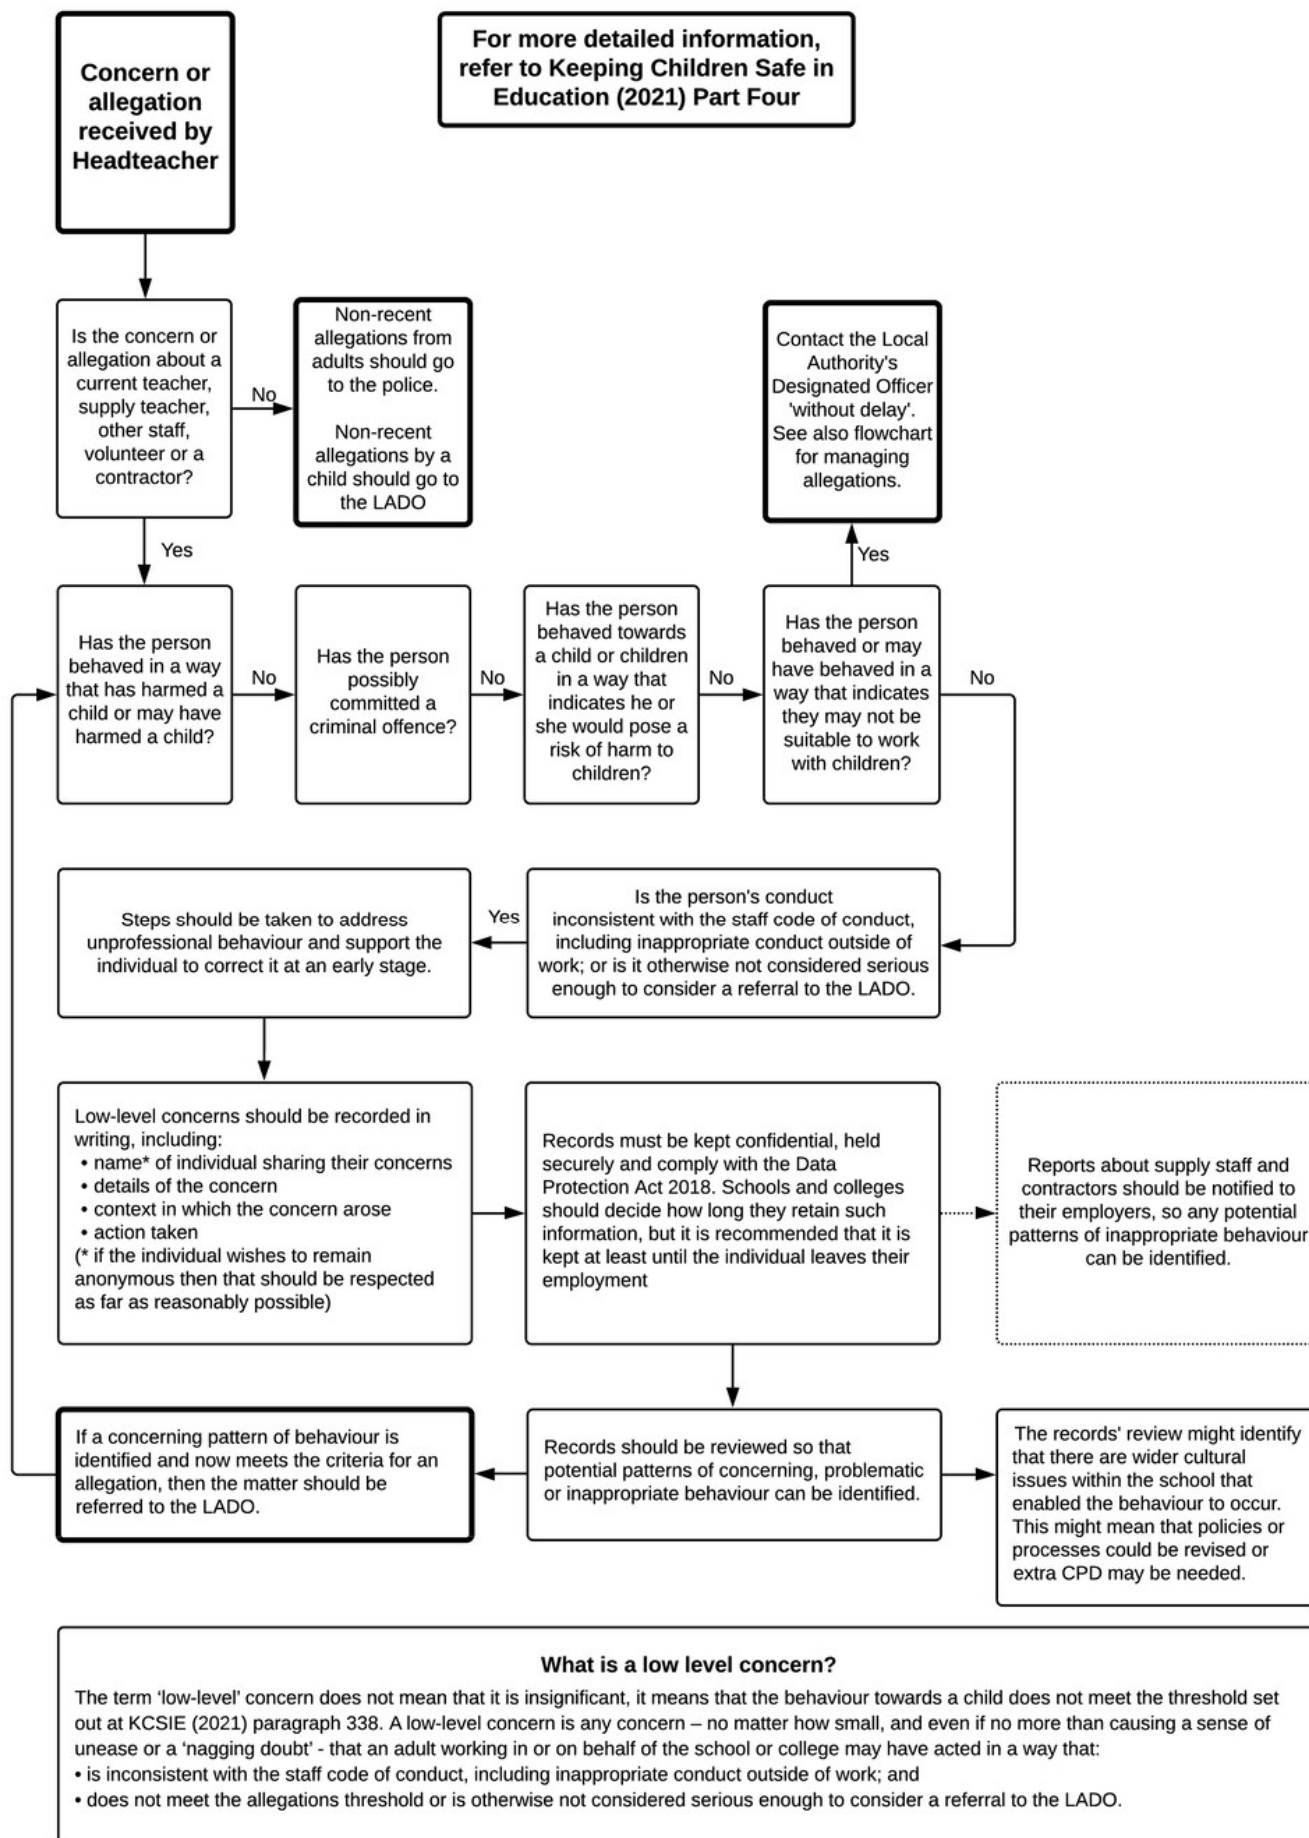 Concern or
allegation
received by
Headteacher
For more detailed information,
refer to Keeping Children Safe in
Education (2021) Part Four
Is the concern or
allegation about a
current teacher,
supply teacher,
other staff,
volunteer or a
contractor?
No
Non-recent
allegations from
adults should go
to the police.
Non-recent
allegations by a
child should go to
the LADO
Contact the Local
Authority's
Designated Officer
'without delay'.
See also flowchart
for managing
allegations.
Yes
Yes
Has the person
behaved in a way
that has harmed a
child or may have
harmed a child?
No
Has the person
possibly
committed a
criminal offence?
No
Has the person
behaved towards
a child or children
in a way that
indicates he or
she would pose a
risk of harm to
children?
No
Has the person
behaved or may
have behaved in a
way that indicates
they may not be
suitable to work
with children?
No
Steps should be taken to address
unprofessional behaviour and support the
individual to correct it at an early stage.
Yes
Is the person's conduct
inconsistent with the staff code of conduct,
including inappropriate conduct outside of
work; or is it otherwise not considered serious
enough to consider a referral to the LADO.
Low-level concerns should be recorded in
writing, including:
• name* of individual sharing their concerns
• details of the concern
• context in which the concern arose
• action taken
(* if the individual wishes to remain
anonymous then that should be respected
as far as reasonably possible)
Records must be kept confidential, held
securely and comply with the Data
Protection Act 2018. Schools and colleges
should decide how long they retain such
information, but it is recommended that it is
kept at least until the individual leaves their
employment
Reports about supply staff and
contractors should be notified to
their employers, so any potential
patterns of inappropriate behaviour
can be identified.
If a concerning pattern of behaviour is
identified and now meets the criteria for an
allegation, then the matter should be
referred to the LADO.
Records should be reviewed so that
potential patterns of concerning, problematic
or inappropriate behaviour can be identified.
The records' review might identify
that there are wider cultural
issues within the school that
enabled the behaviour to occur.
This might mean that policies or
processes could be revised or
extra CPD may be needed.
What is a low level concern?
The term ‘low-level’ concern does not mean that it is insignificant, it means that the behaviour towards a child does not meet the threshold set
out at KCSIE (2021) paragraph 338. A low-level concern is any concern – no matter how small, and even if no more than causing a sense of
unease or a ‘nagging doubt’ - that an adult working in or on behalf of the school or college may have acted in a way that:
• is inconsistent with the staff code of conduct, including inappropriate conduct outside of work; and
• does not meet the allegations threshold or is otherwise not considered serious enough to consider a referral to the LADO.